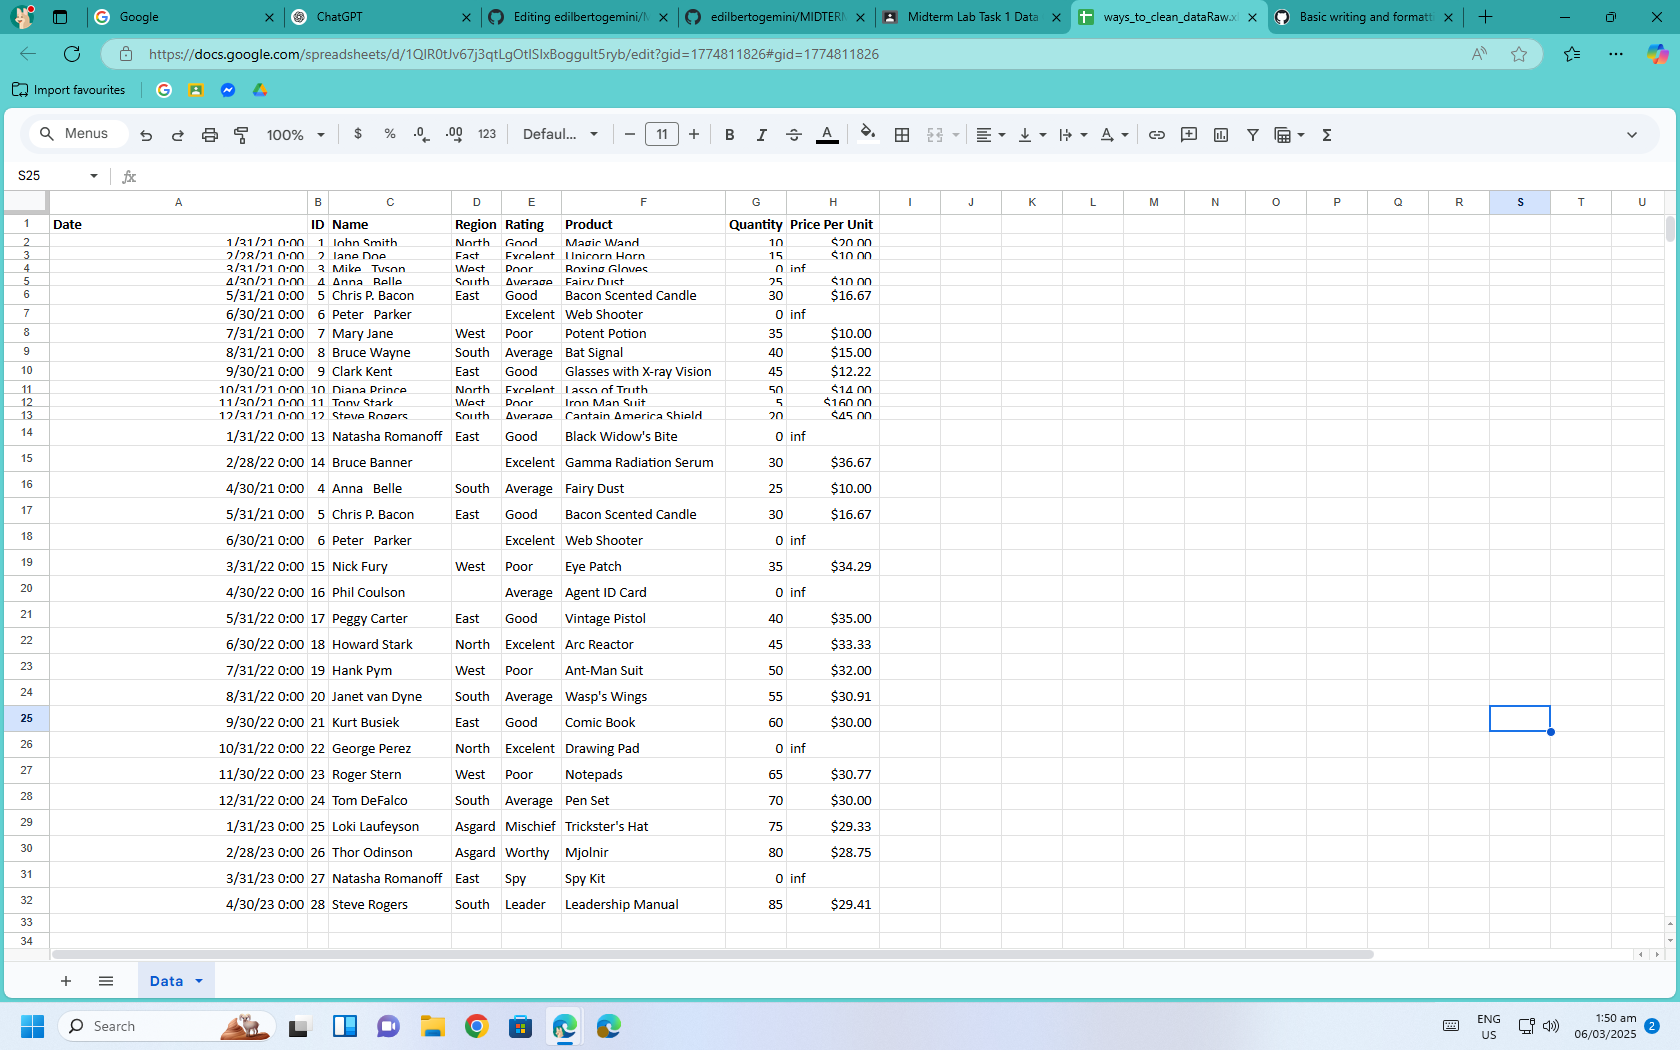 Google
ChatGPT
Editing edilbertogemini/M
edilbertogemini/MIDTERM
Midterm Lab Task 1 Data
ways_to_clean_dataRaw.x
Basic writing and formatti
https://docs.google.com/spreadsheets/d/1QJR0tJv67j3qtLgOtISlxBoggult5ryb/edit?gid=1774811826#gid=1774811826
Import favourites
Menus 100% $ % .0 .00 123 Defaul... 11 B I A
S25 fx
A B C D E F G H I J K L M N O P Q R S T U
1 Date ID Name Region Rating Product Quantity Price Per Unit
2 1/31/21 0:00 1 John Smith North Good Magic Wand 10 $20.00
3 2/28/21 0:00 2 Jane Doe East Excelent Unicorn Horn 15 $10.00
4 3/31/21 0:00 3 Mike  Tyson West Poor Boxing Gloves 0 inf
5 4/30/21 0:00 4 Anna  Belle South Average Fairy Dust 25 $10.00
6 5/31/21 0:00 5 Chris P. Bacon East Good Bacon Scented Candle 30 $16.67
7 6/30/21 0:00 6 Peter  Parker Excelent Web Shooter 0 inf
8 7/31/21 0:00 7 Mary Jane West Poor Potent Potion 35 $10.00
9 8/31/21 0:00 8 Bruce Wayne South Average Bat Signal 40 $15.00
10 9/30/21 0:00 9 Clark Kent East Good Glasses with X-ray Vision 45 $12.22
11 10/31/21 0:00 10 Diana Prince North Excelent Lasso of Truth 50 $14.00
12 11/30/21 0:00 11 Tony Stark West Poor Iron Man Suit 5 $160.00
13 12/31/21 0:00 12 Steve Rogers South Average Captain America Shield 20 $45.00
14 1/31/22 0:00 13 Natasha Romanoff East Good Black Widow's Bite 0 inf
15 2/28/22 0:00 14 Bruce Banner Excelent Gamma Radiation Serum 30 $36.67
16 4/30/21 0:00 4 Anna  Belle South Average Fairy Dust 25 $10.00
17 5/31/21 0:00 5 Chris P. Bacon East Good Bacon Scented Candle 30 $16.67
18 6/30/21 0:00 6 Peter  Parker Excelent Web Shooter 0 inf
19 3/31/22 0:00 15 Nick Fury West Poor Eye Patch 35 $34.29
20 4/30/22 0:00 16 Phil Coulson Average Agent ID Card 0 inf
21 5/31/22 0:00 17 Peggy Carter East Good Vintage Pistol 40 $35.00
22 6/30/22 0:00 18 Howard Stark North Excelent Arc Reactor 45 $33.33
23 7/31/22 0:00 19 Hank Pym West Poor Ant-Man Suit 50 $32.00
24 8/31/22 0:00 20 Janet van Dyne South Average Wasp's Wings 55 $30.91
25 9/30/22 0:00 21 Kurt Busiek East Good Comic Book 60 $30.00
26 10/31/22 0:00 22 George Perez North Excelent Drawing Pad 0 inf
27 11/30/22 0:00 23 Roger Stern West Poor Notepads 65 $30.77
28 12/31/22 0:00 24 Tom DeFalco South Average Pen Set 70 $30.00
29 1/31/23 0:00 25 Loki Laufeyson Asgard Mischief Trickster's Hat 75 $29.33
30 2/28/23 0:00 26 Thor Odinson Asgard Worthy Mjolnir 80 $28.75
31 3/31/23 0:00 27 Natasha Romanoff East Spy Spy Kit 0 inf
32 4/30/23 0:00 28 Steve Rogers South Leader Leadership Manual 85 $29.41
33
34
Data
Search
ENG
US
1:50 am
06/03/2025
2